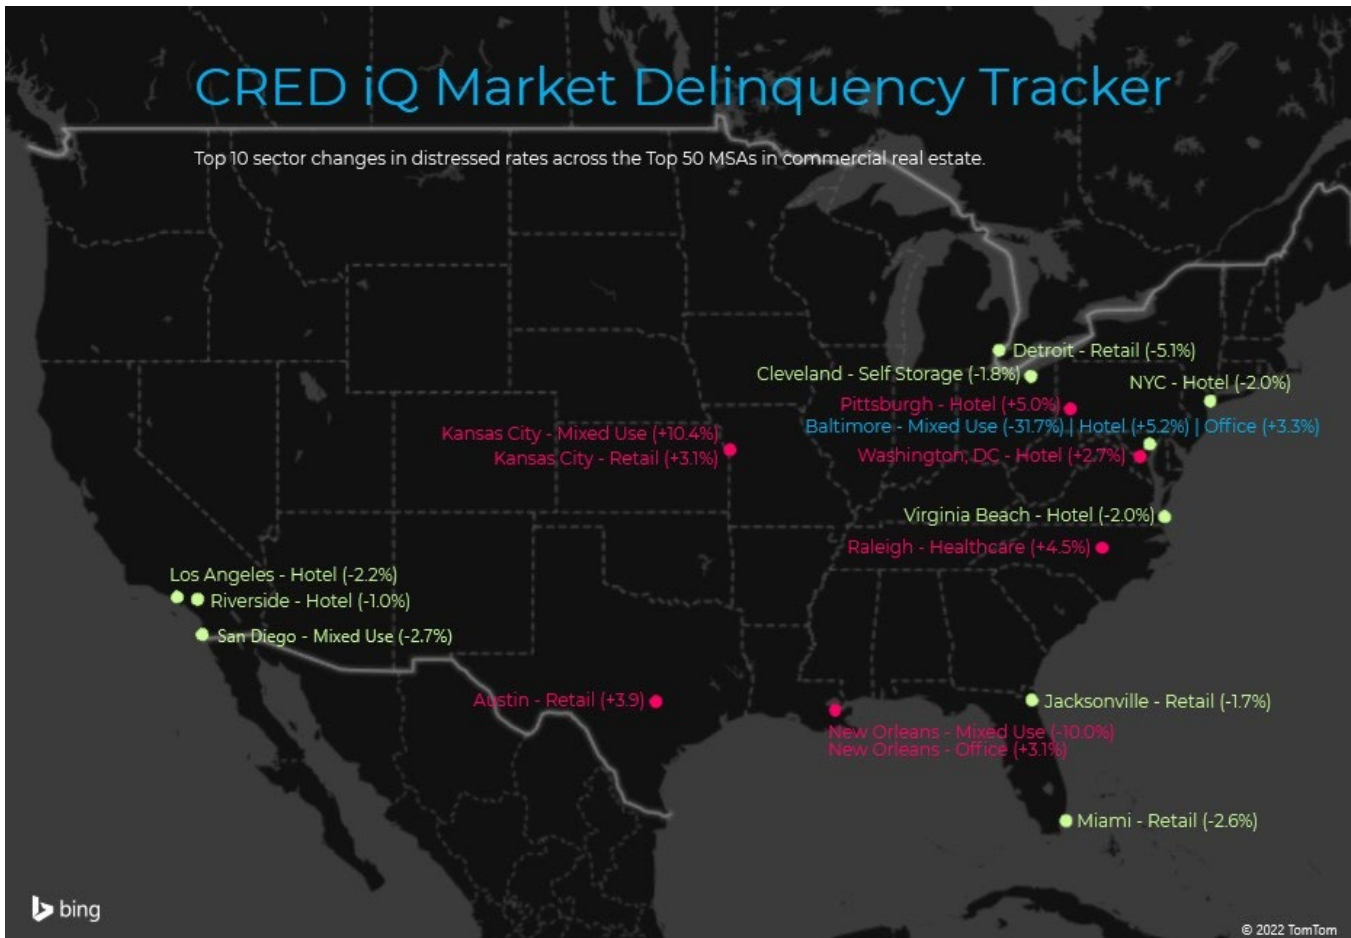 CRED iQ Market Delinquency Tracker
Top 10 sector changes in distressed rates across the Top 50 MSAs in commercial real estate.
Detroit - Retail (-5.1%)
Cleveland - Self Storage (-1.8%)
NYC - Hotel (-2.0%)
Pittsburgh - Hotel (+5.0%)
Baltimore - Mixed Use (-31.7%) | Hotel (+5.2%) | Office (+3.3%)
Kansas City - Mixed Use (+10.4%)
Kansas City - Retail (+3.1%)
Washington, DC - Hotel (+2.7%)
Virginia Beach - Hotel (-2.0%)
Raleigh - Healthcare (+4.5%)
Los Angeles - Hotel (-2.2%)
Riverside - Hotel (-1.0%)
San Diego - Mixed Use (-2.7%)
Austin - Retail (+3.9)
Jacksonville - Retail (-1.7%)
New Orleans - Mixed Use (-10.0%)
New Orleans - Office (+3.1%)
Miami - Retail (-2.6%)
bing
© 2022 TomTom